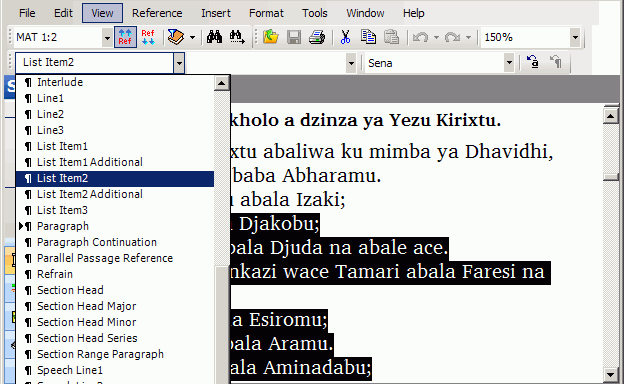 File Edit View Reference Insert Format Tools Window Help
MAT 1:2 Ref Ref 150%
List Item2 Sena
Interlude
Line1
Line2
Line3
List Item1
List Item1 Additional
List Item2
List Item2 Additional
List Item3
Paragraph
Paragraph Continuation
Parallel Passage Reference
Refrain
Section Head
Section Head Major
Section Head Minor
Section Head Series
Section Range Paragraph
Speech Line1
kholo a dzinza ya Yezu Kirixtu.
xtu abaliwa ku mimba ya Dhavidhi,
baba Abharamu.
abala Izaki;
Djakobu;
bala Djuda na abale ace.
nkazi wace Tamari abala Faresi na
a Esiromu;
bala Aramu.
ala Aminadabu;